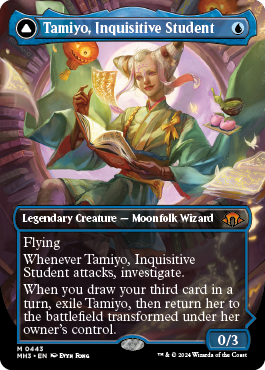 Tamiyo, Inquisitive Student
Legendary Creature — Moonfolk Wizard
Flying
Whenever Tamiyo, Inquisitive
Student attacks, investigate.
When you draw your third card in a
turn, exile Tamiyo, then return her to
the battlefield transformed under her
owner's control.
0/3
M 0443
MH3 • EN Evyn Fong
™ & © 2024 Wizards of the Coast